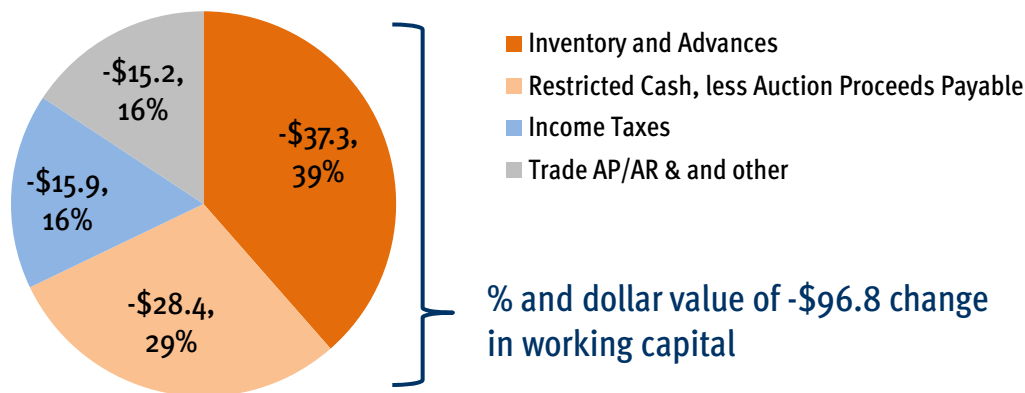 -$15.2,
16%
-$37.3,
39%
-$15.9,
16%
-$28.4,
29%
Inventory and Advances
Restricted Cash, less Auction Proceeds Payable
Income Taxes
Trade AP/AR & and other
% and dollar value of -$96.8 change
in working capital